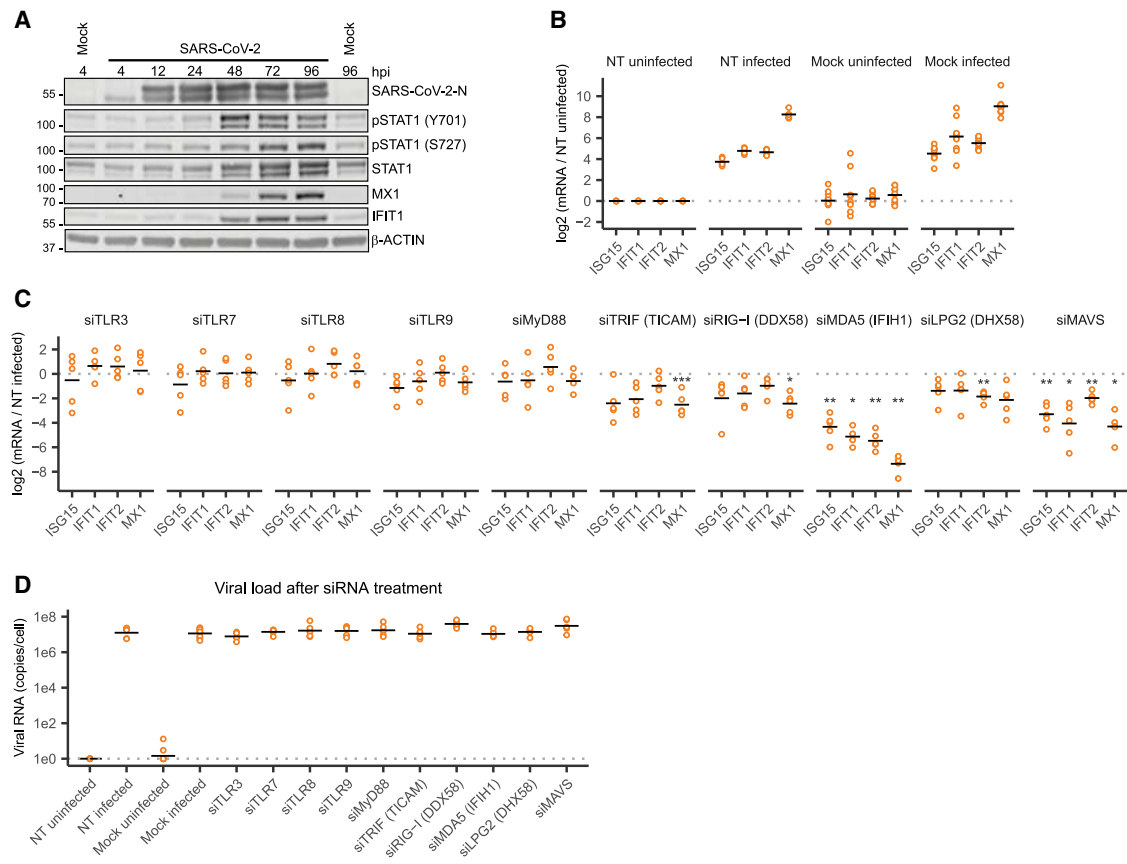 A
Mock
SARS-CoV-2
Mock
4 4 12 24 48 72 96 96 hpi
55 SARS-CoV-2-N
100 pSTAT1 (Y701)
100 pSTAT1 (S727)
100 STAT1
100
70 MX1
55 IFIT1
37 β-ACTIN
B
NT uninfected NT infected Mock uninfected Mock infected
log2 (mRNA / NT uninfected)
10
8
6
4
2
0
−2
ISG15 IFIT1 IFIT2 MX1 ISG15 IFIT1 IFIT2 MX1 ISG15 IFIT1 IFIT2 MX1 ISG15 IFIT1 IFIT2 MX1
C
siTLR3 siTLR7 siTLR8 siTLR9 siMyD88 siTRIF (TICAM) siRIG−I (DDX58) siMDA5 (IFIH1) siLPG2 (DHX58) siMAVS
log2 (mRNA / NT infected)
2
0
−2
−4
−6
−8
*** * ** * ** ** ** ** * ** *
ISG15 IFIT1 IFIT2 MX1 ISG15 IFIT1 IFIT2 MX1 ISG15 IFIT1 IFIT2 MX1 ISG15 IFIT1 IFIT2 MX1 ISG15 IFIT1 IFIT2 MX1 ISG15 IFIT1 IFIT2 MX1 ISG15 IFIT1 IFIT2 MX1 ISG15 IFIT1 IFIT2 MX1 ISG15 IFIT1 IFIT2 MX1 ISG15 IFIT1 IFIT2 MX1
D
Viral load after siRNA treatment
Viral RNA (copies/cell)
1e8
1e6
1e4
1e2
1e0
NT uninfected NT infected Mock uninfected Mock infected siTLR3 siTLR7 siTLR8 siTLR9 siMyD88 siTRIF (TICAM) siRIG−I (DDX58) siMDA5 (IFIH1) siLPG2 (DHX58) siMAVS